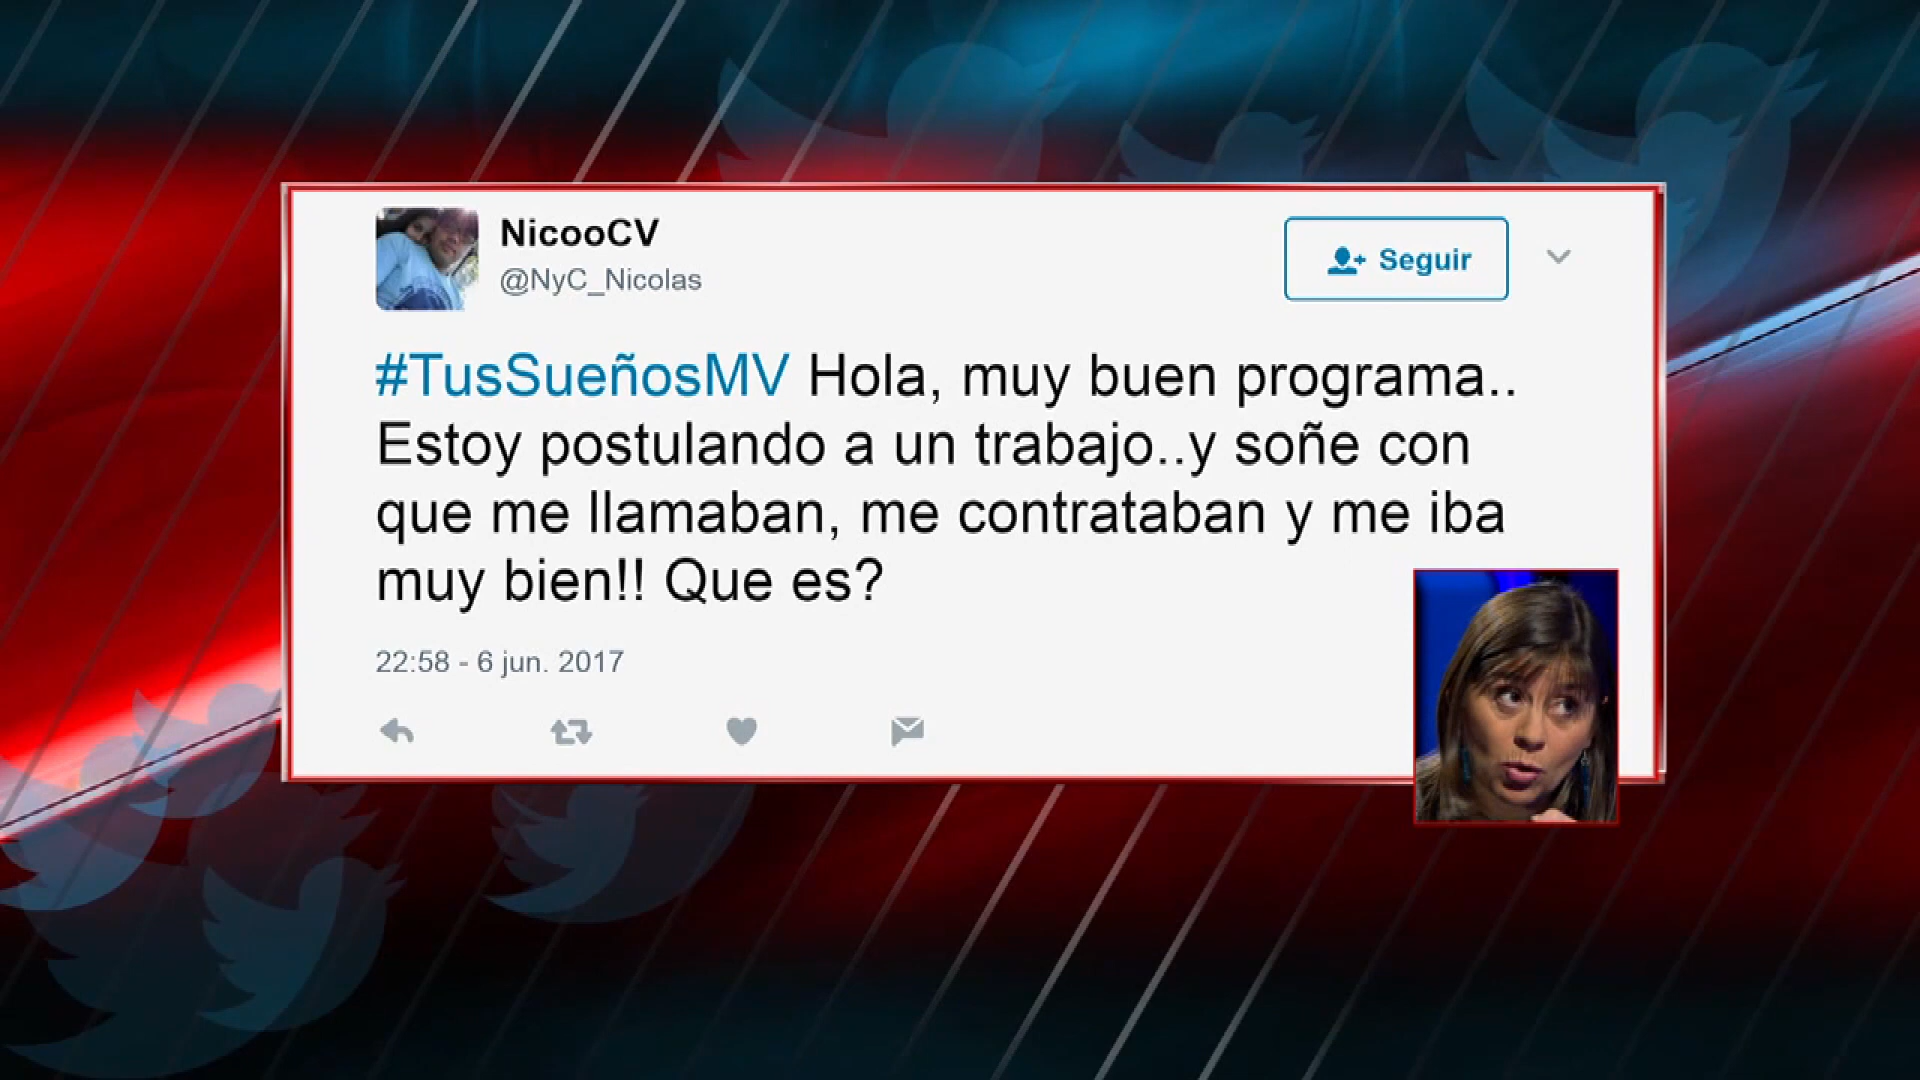 NicooCV
@NyC_Nicolas
Seguir
#TusSueñosMV Hola, muy buen programa..
Estoy postulando a un trabajo..y soñe con
que me llamaban, me contrataban y me iba
muy bien!! Que es?
22:58 - 6 jun. 2017